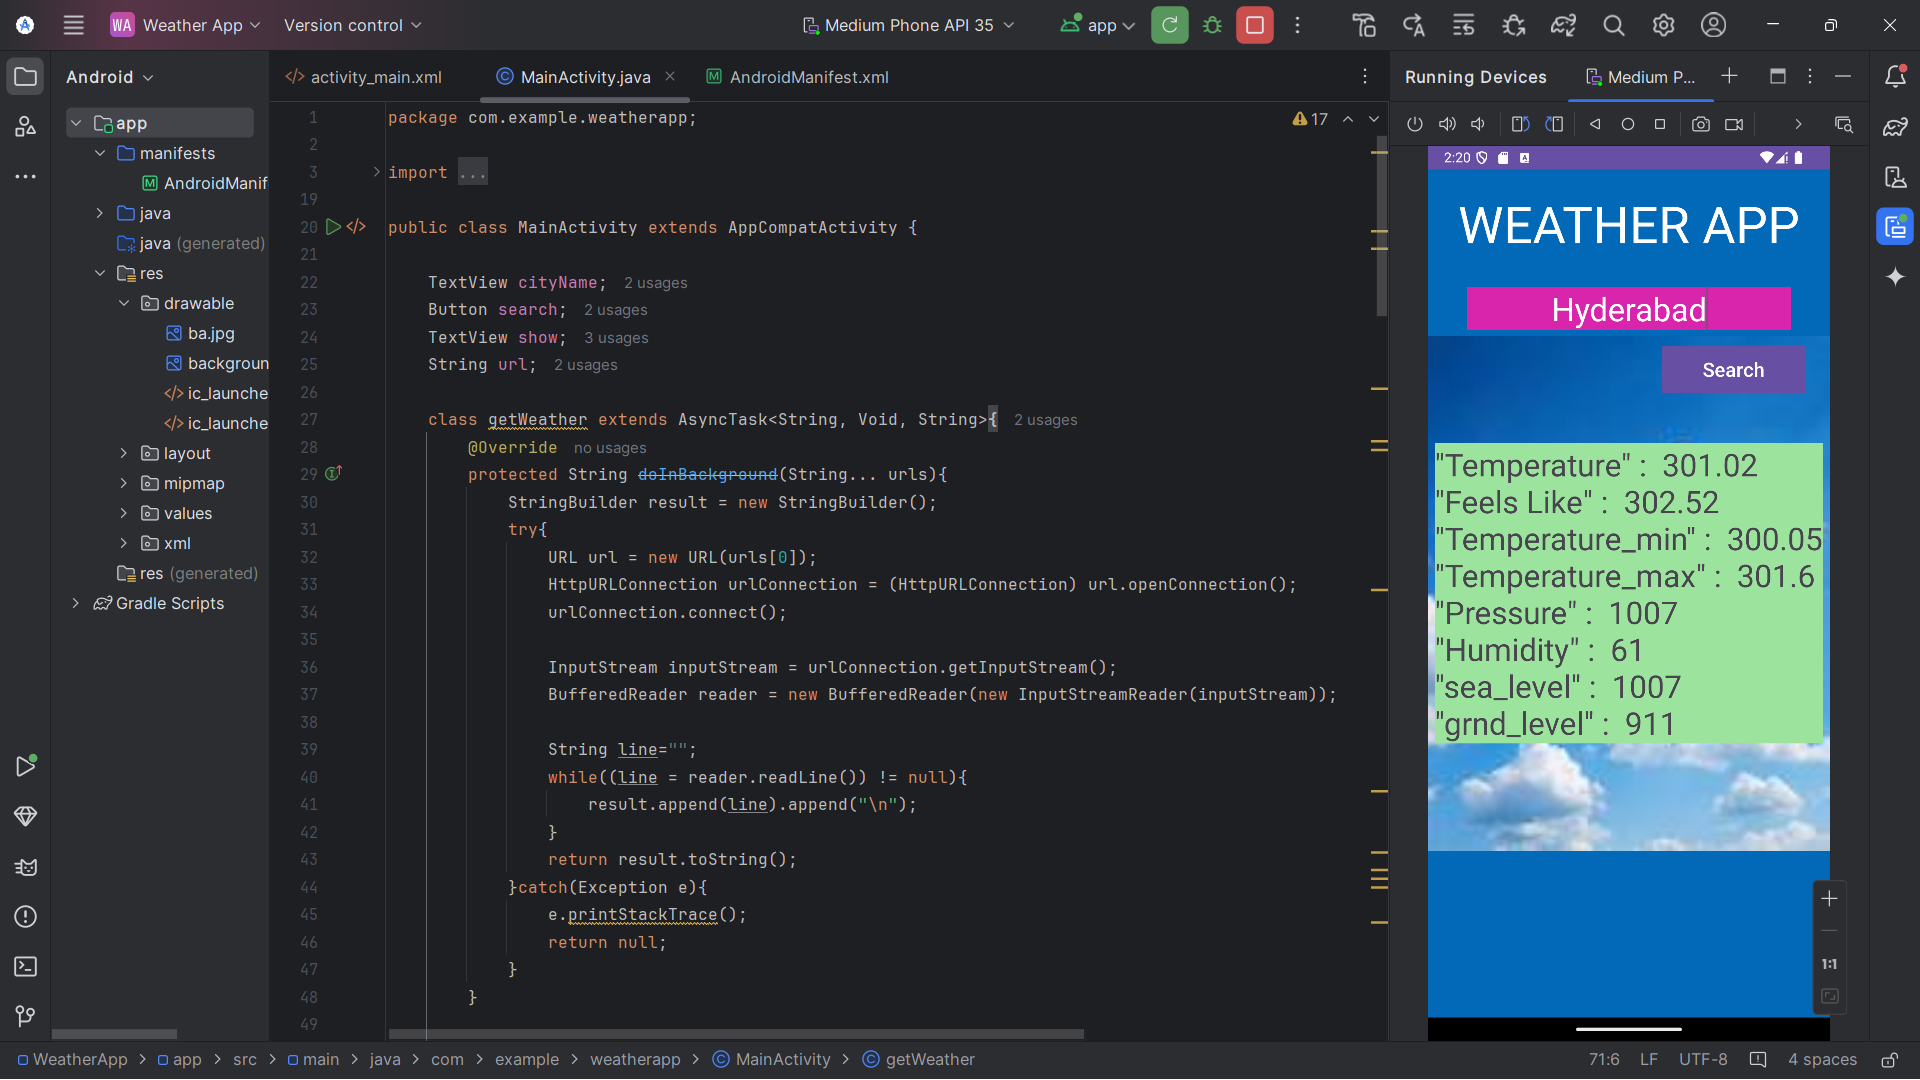 WA Weather App Version control Medium Phone API 35 app
Android
app
manifests
AndroidManif
java
java (generated)
res
drawable
ba.jpg
backgroun
ic_launche
ic_launche
layout
mipmap
values
xml
res (generated)
Gradle Scripts
activity_main.xml MainActivity.java AndroidManifest.xml
17
1 package com.example.weatherapp;
2
3 import ...
19
20 public class MainActivity extends AppCompatActivity {
21
22 TextView cityName; 2 usages
23 Button search; 2 usages
24 TextView show; 3 usages
25 String url; 2 usages
26
27 class getWeather extends AsyncTask<String, Void, String>{ 2 usages
28 @Override no usages
29 protected String doInBackground(String... urls){
30 StringBuilder result = new StringBuilder();
31 try{
32 URL url = new URL(urls[0]);
33 HttpURLConnection urlConnection = (HttpURLConnection) url.openConnection();
34 urlConnection.connect();
35
36 InputStream inputStream = urlConnection.getInputStream();
37 BufferedReader reader = new BufferedReader(new InputStreamReader(inputStream));
38
39 String line="";
40 while((line = reader.readLine()) != null){
41 result.append(line).append("\n");
42 }
43 return result.toString();
44 }catch(Exception e){
45 e.printStackTrace();
46 return null;
47 }
48 }
49
Running Devices Medium P...
2:20
WEATHER APP
Hyderabad
Search
"Temperature" : 301.02
"Feels Like" : 302.52
"Temperature_min" : 300.05
"Temperature_max" : 301.6
"Pressure" : 1007
"Humidity" : 61
"sea_level" : 1007
"grnd_level" : 911
1:1
WeatherApp > app > src > main > java > com > example > weatherapp > MainActivity > getWeather 71:6 LF UTF-8 4 spaces